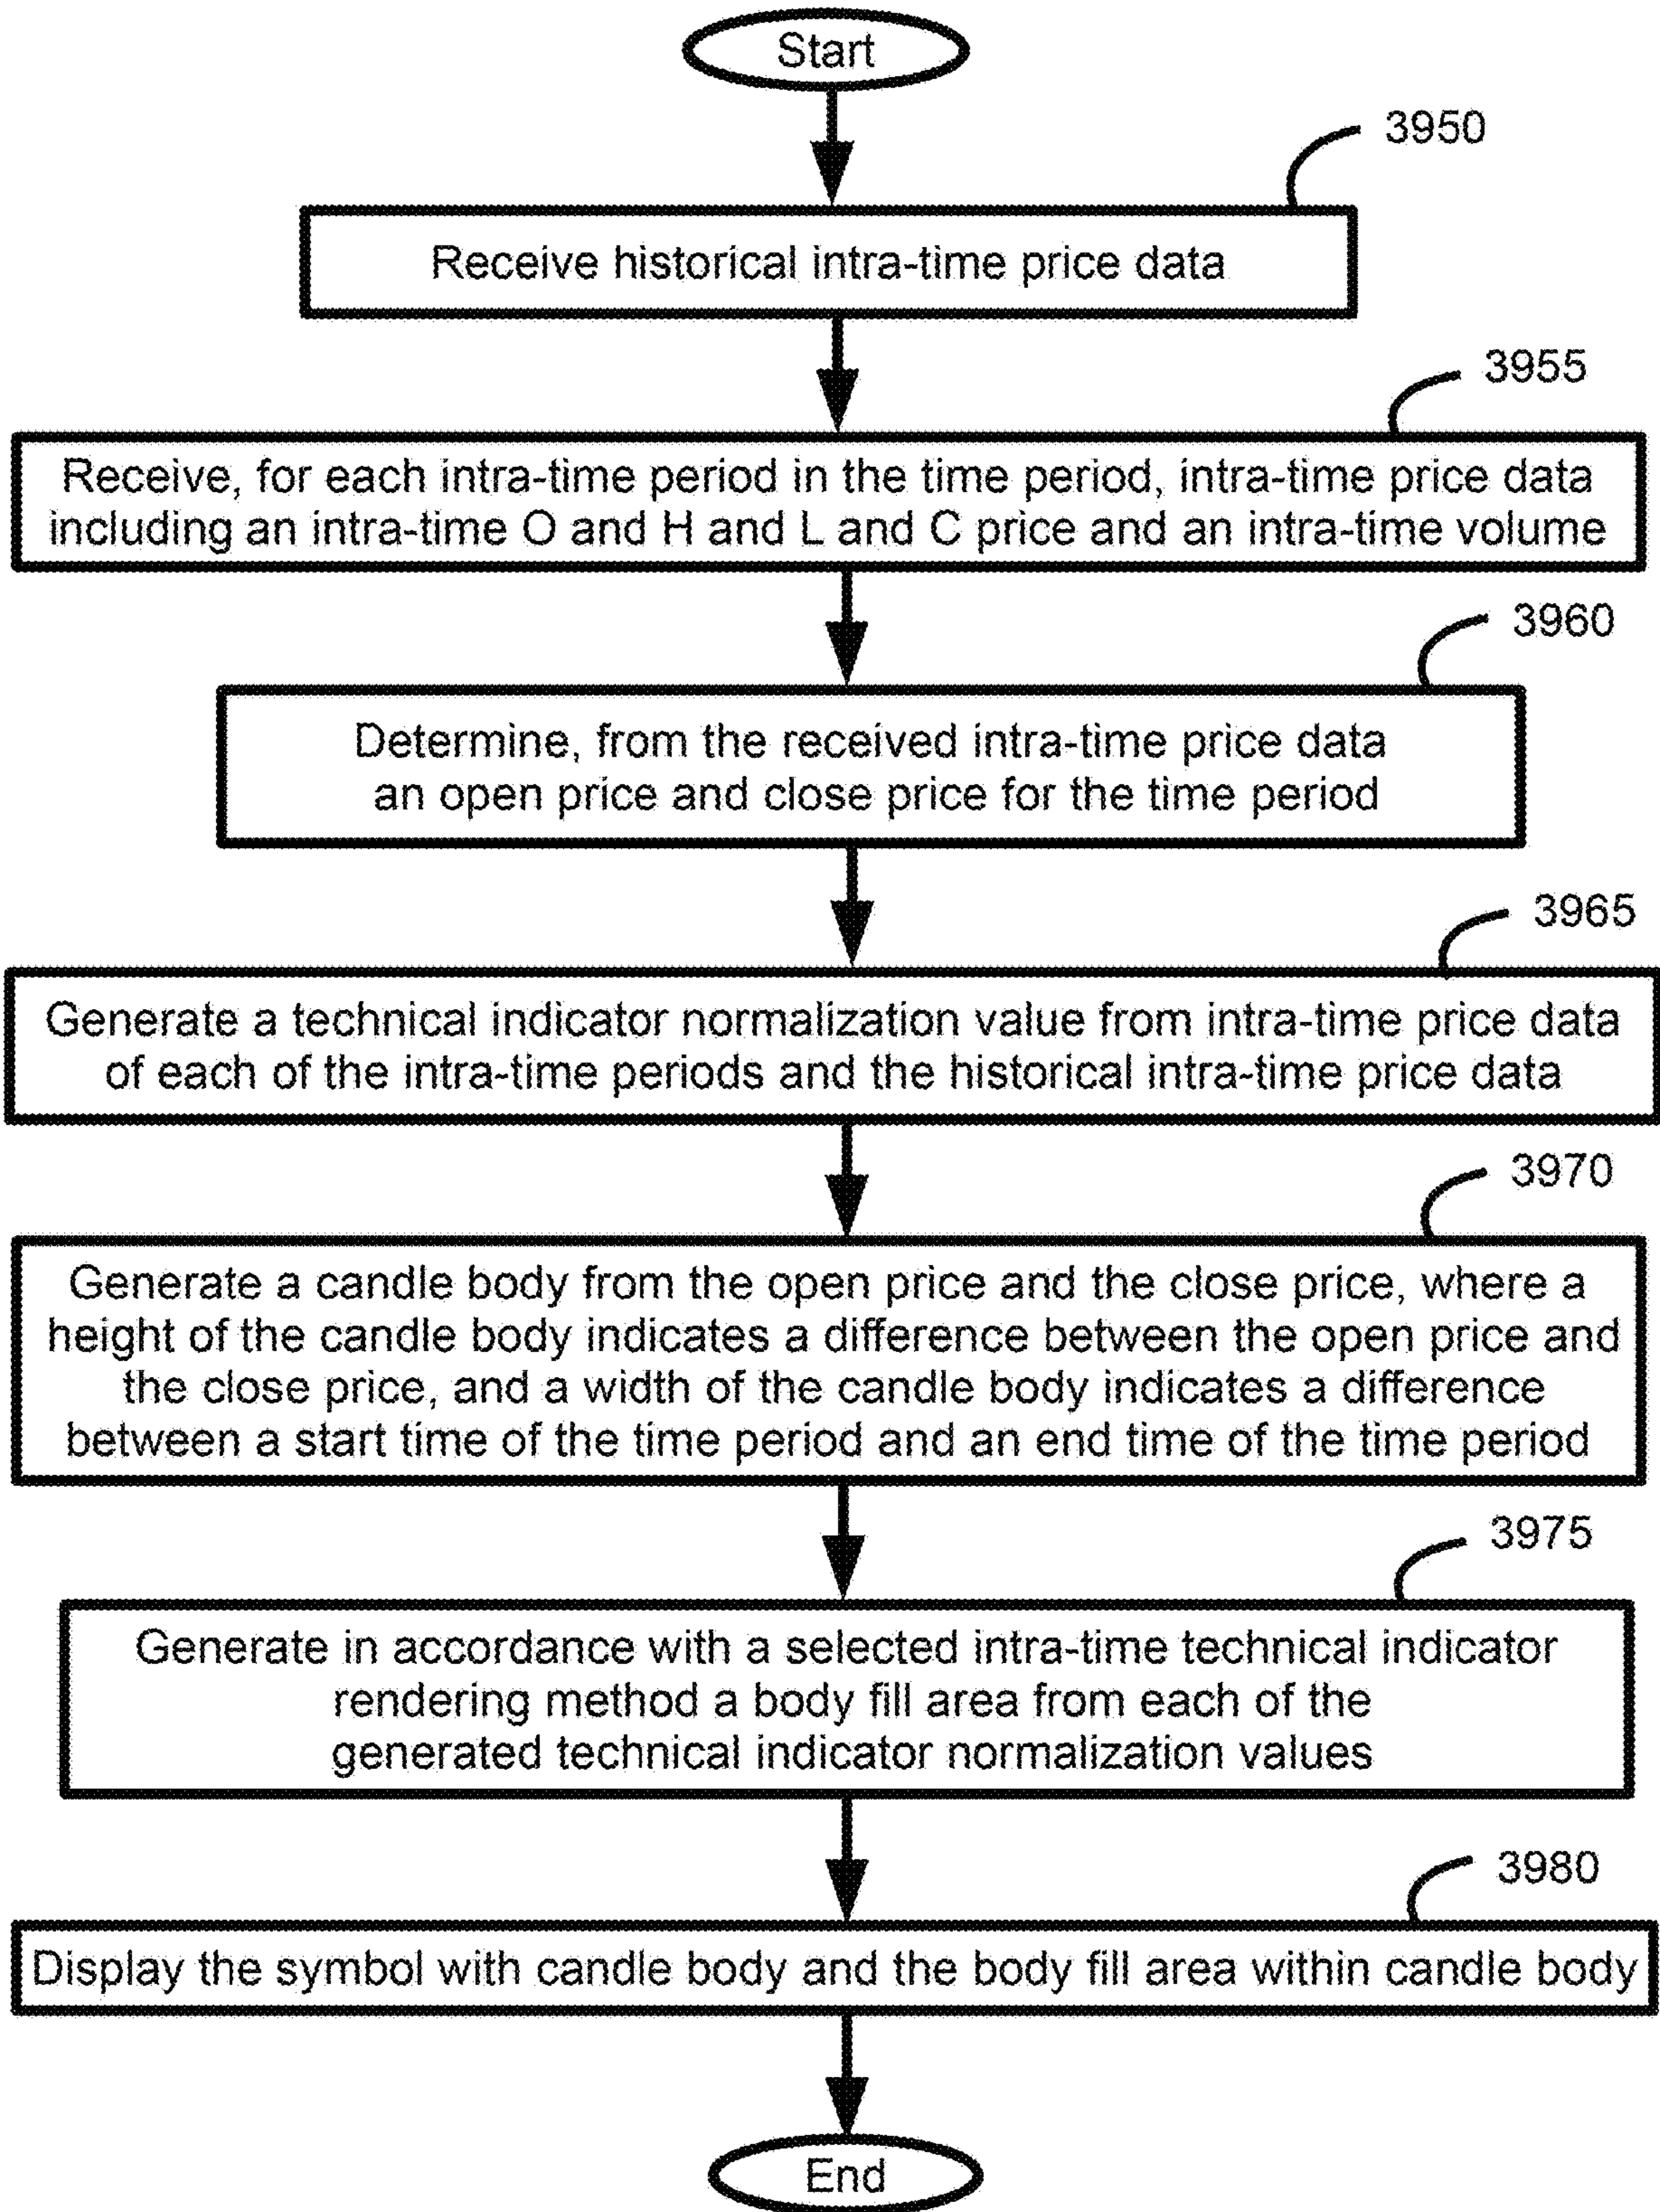 Start
3950
Receive historical intra-time price data
3955
Receive, for each intra-time period in the time period, intra-time price data
including an intra-time O and H and L and C price and an intra-time volume
3960
Determine, from the received intra-time price data
an open price and close price for the time period
3965
Generate a technical indicator normalization value from intra-time price data
of each of the intra-time periods and the historical intra-time price data
3970
Generate a candle body from the open price and the close price, where a
height of the candle body indicates a difference between the open price and
the close price, and a width of the candle body indicates a difference
between a start time of the time period and an end time of the time period
3975
Generate in accordance with a selected intra-time technical indicator
rendering method a body fill area from each of the
generated technical indicator normalization values
3980
Display the symbol with candle body and the body fill area within candle body
End